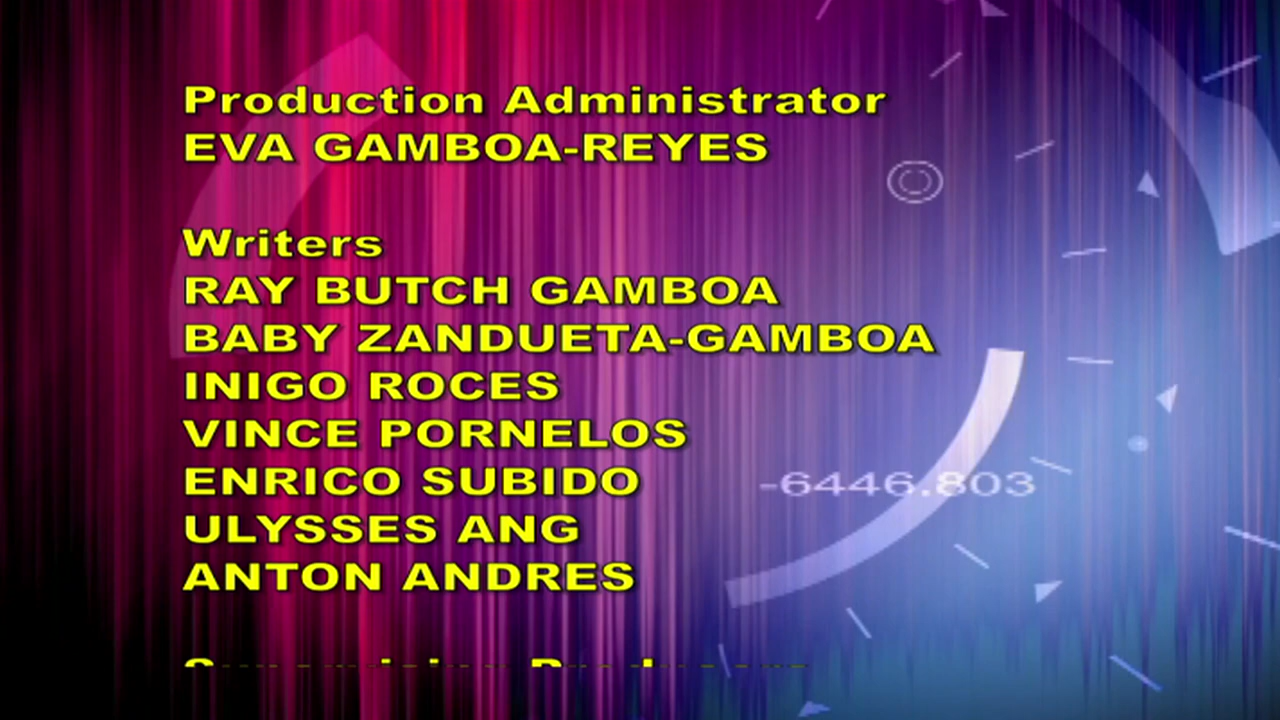 Production Administrator
EVA GAMBOA-REYES
Writers
RAY BUTCH GAMBOA
BABY ZANDUETA-GAMBOA
INIGO ROCES
VINCE PORNELOS
ENRICO SUBIDO
-6446.803
ULYSSES ANG
ANTON ANDRES